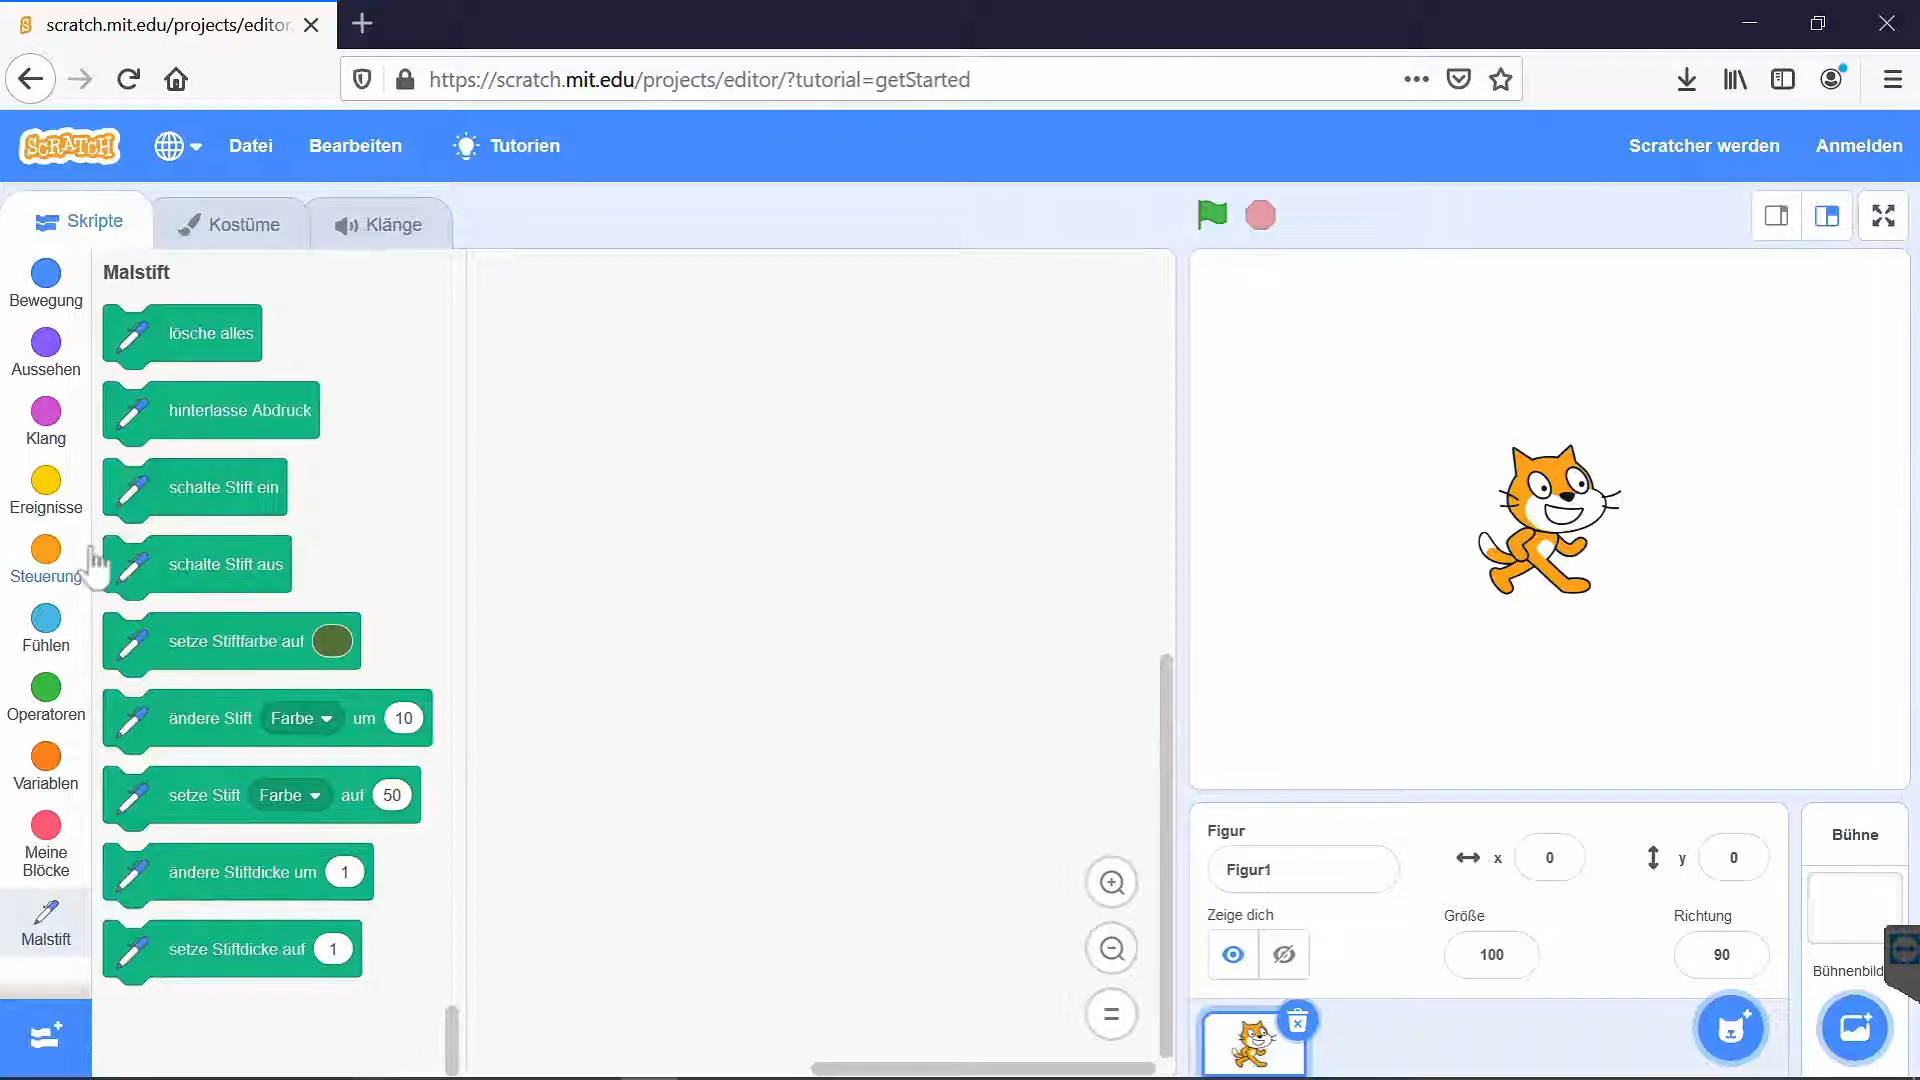 scratch.mit.edu/projects/editor
https://scratch.mit.edu/projects/editor/?tutorial=getStarted
SCRATCH
Datei
Bearbeiten
Tutorien
Scratcher werden
Anmelden
Skripte
Kostüme
Klänge
Bewegung
Aussehen
Klang
Ereignisse
Steuerung
Fühlen
Operatoren
Variablen
Meine
Blöcke
Malstift
Malstift
lösche alles
hinterlasse Abdruck
schalte Stift ein
schalte Stift aus
setze Stiftfarbe auf
ändere Stift Farbe um 10
setze Stift Farbe auf 50
ändere Stiftdicke um 1
setze Stiftdicke auf 1
Figur
Figur1
x 0
y 0
Zeige dich
Größe
100
Richtung
90
Bühne
Bühnenbild